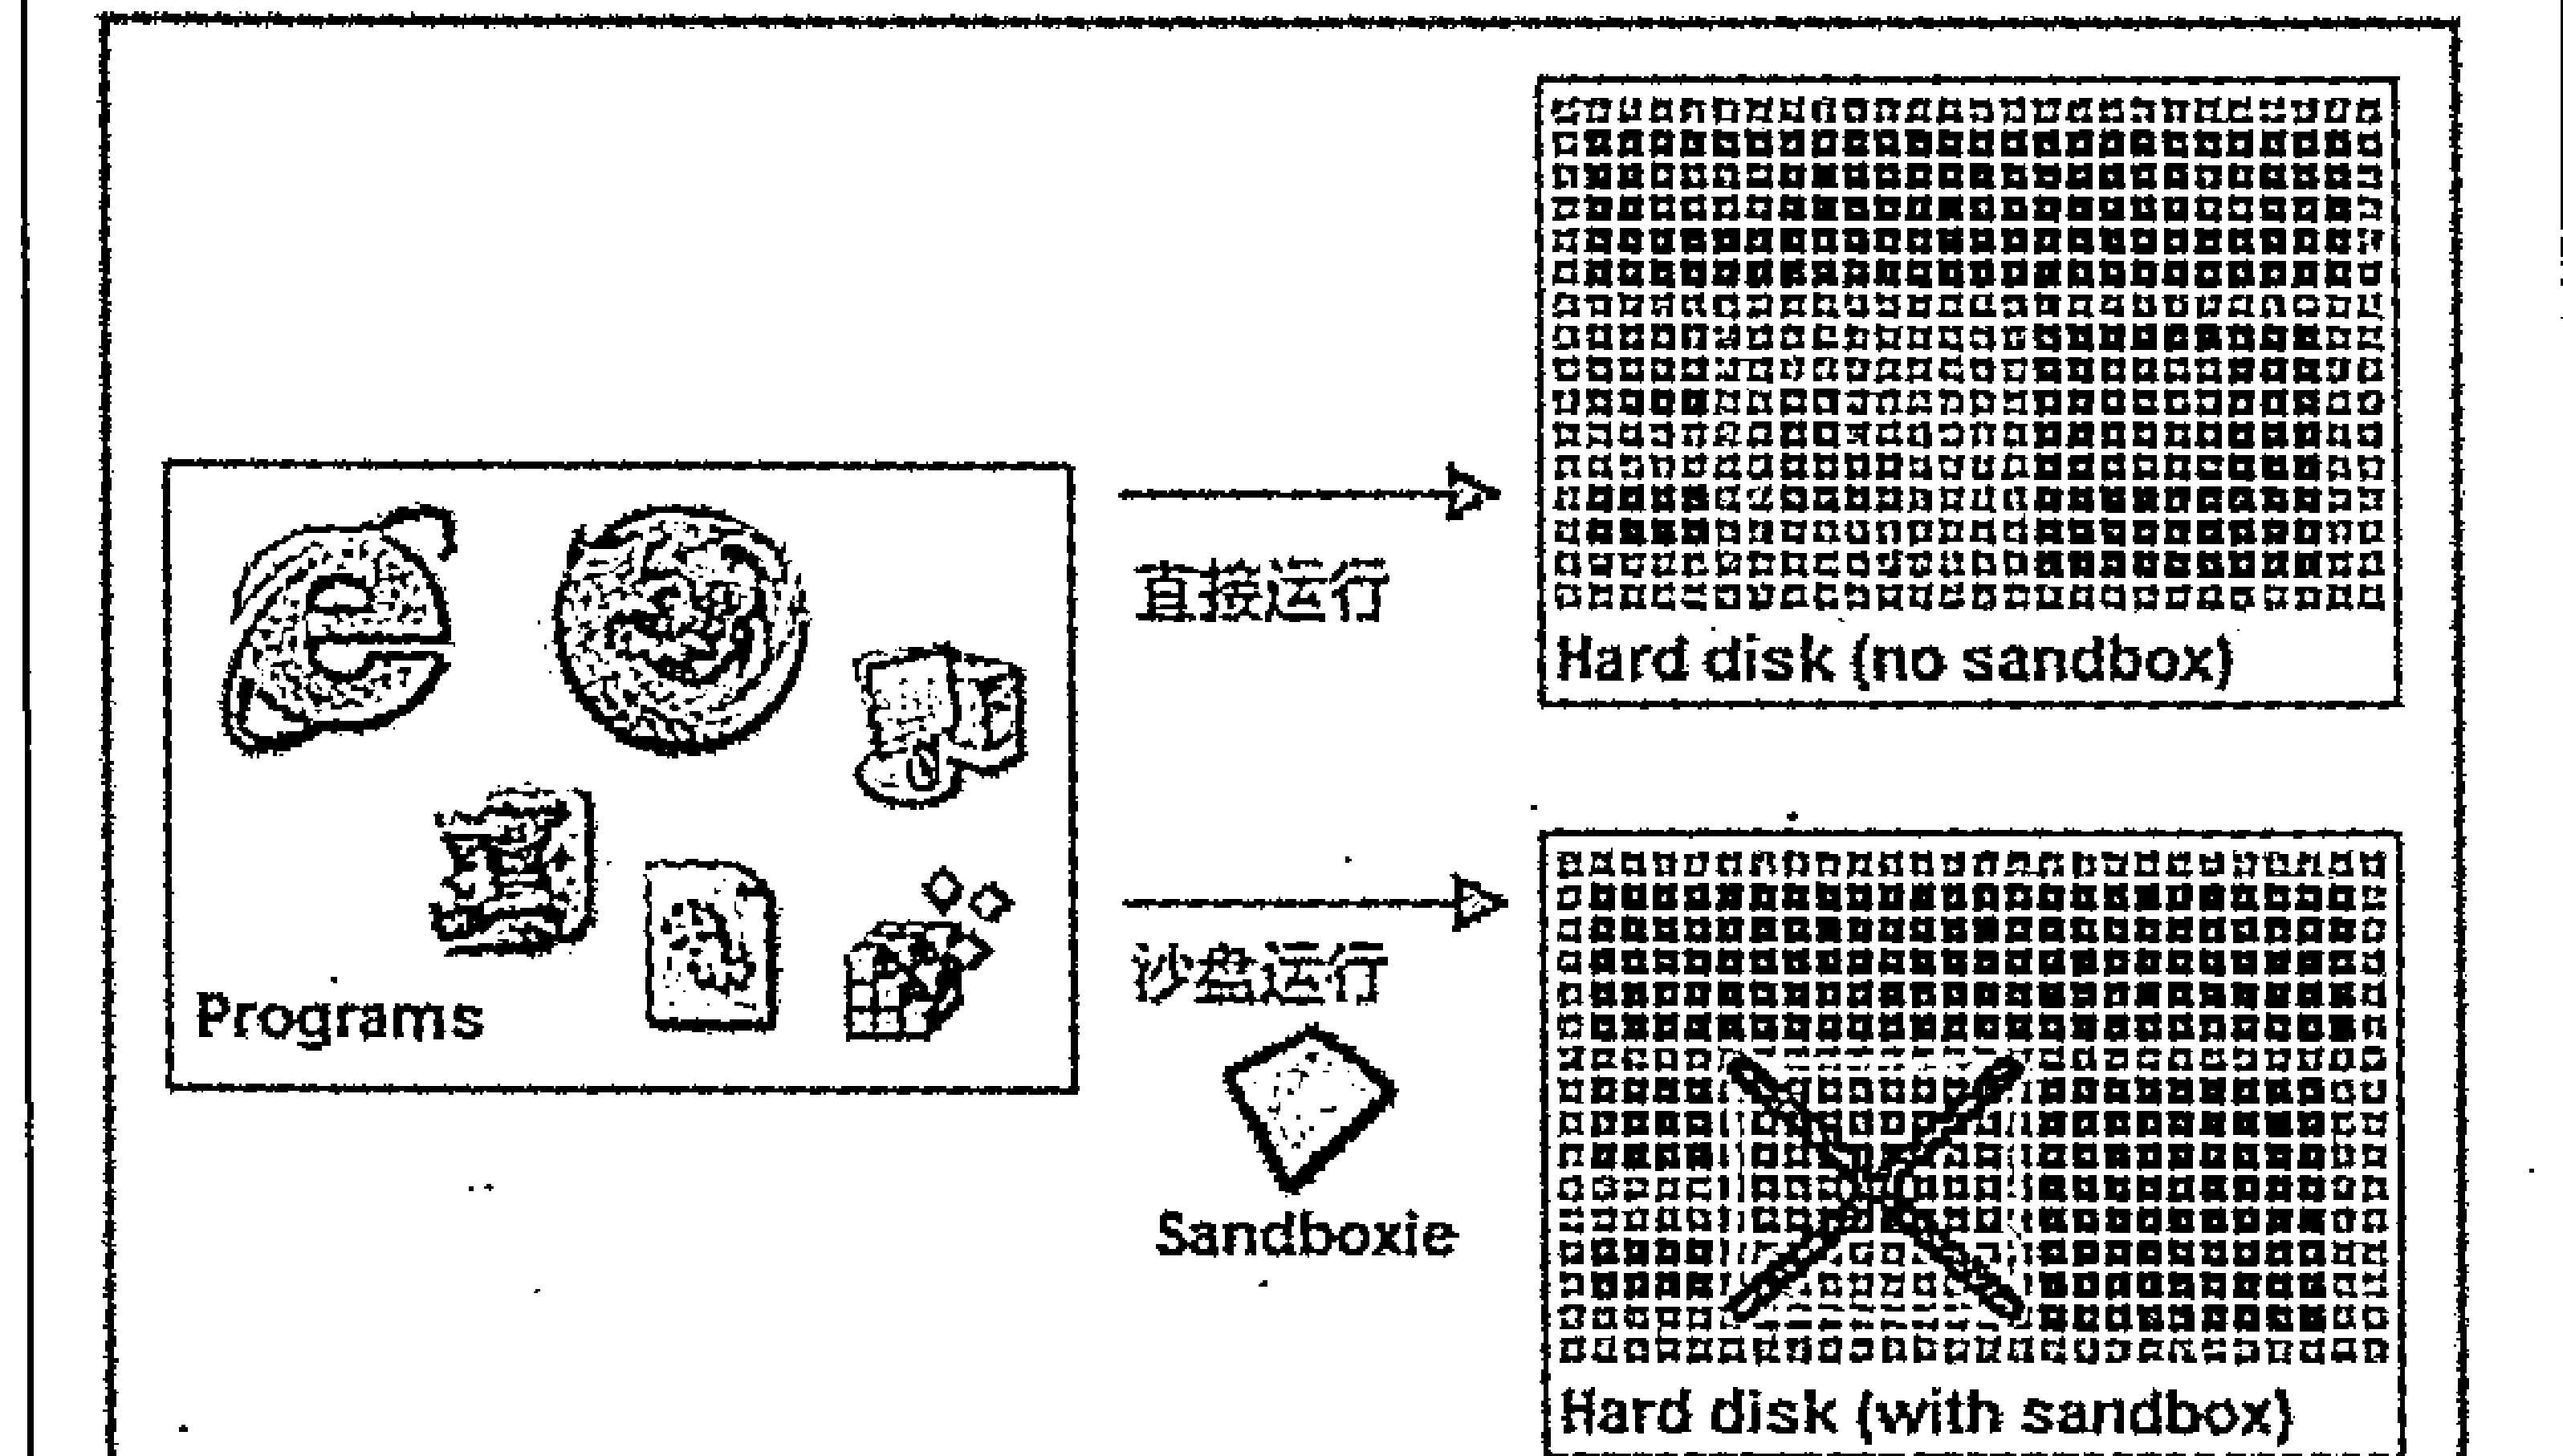 直接运行
Hard disk (no sandbox)
Programs
沙盘运行
Sandboxie
Hard disk (with sandbox)